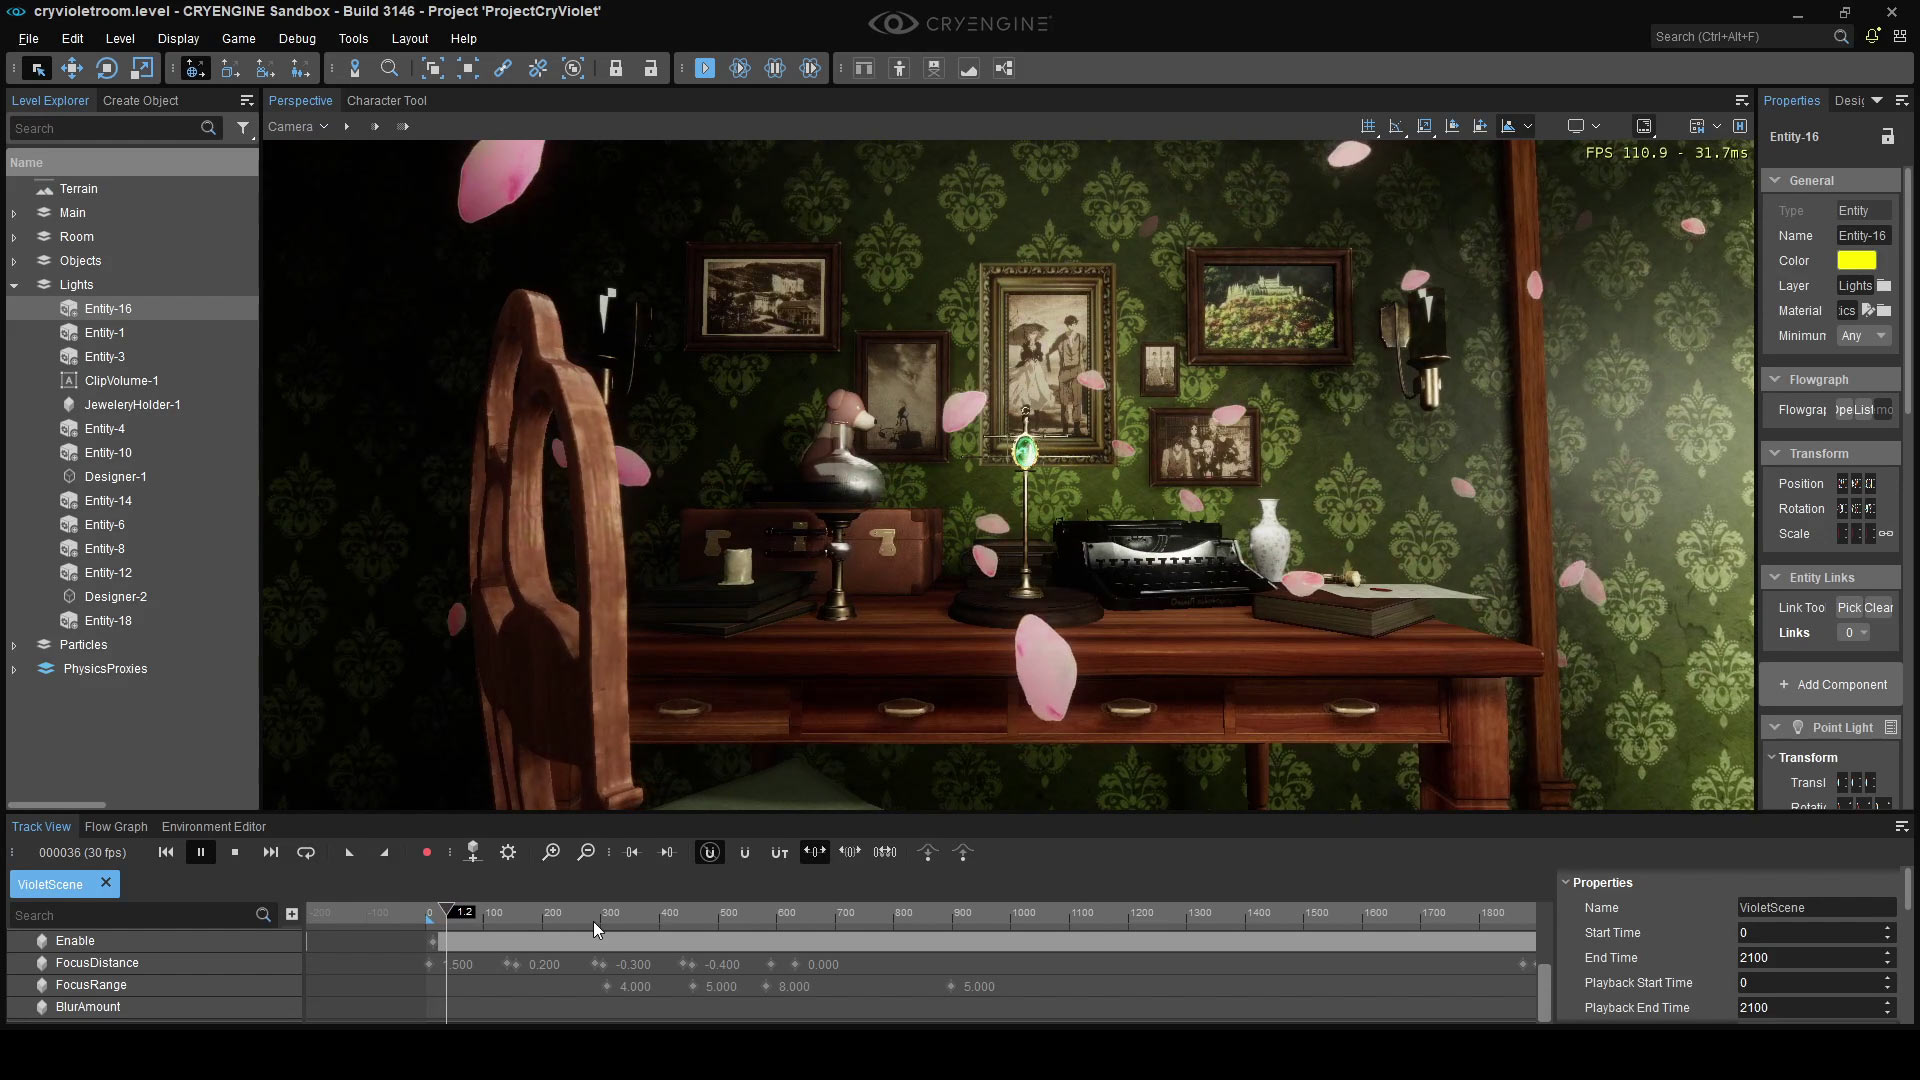 cryvioletroom.level - CRYENGINE Sandbox - Build 3146 - Project 'ProjectCryViolet'
CRYENGINE
File Edit Level Display Game Debug Tools Layout Help
Search (Ctrl+Alt+F)
Level Explorer Create Object
Perspective Character Tool
Properties
Search
Camera
Entity-16
FPS 110.9 - 31.7ms
Name
Terrain
Main
Room
Objects
Lights
Entity-16
Entity-1
Entity-3
ClipVolume-1
JeweleryHolder-1
Entity-4
Entity-10
Designer-1
Entity-14
Entity-6
Entity-8
Entity-12
Designer-2
Entity-18
Particles
PhysicsProxies
General
Type Entity
Name Entity-16
Color
Layer Lights
Material
Minimum Any
Flowgraph
List
Transform
Position
Rotation
Scale
Entity Links
Link Tool Pick Clear
Links 0
+ Add Component
Point Light
Transform
Transl
Track View Flow Graph Environment Editor
000036 (30 fps)
VioletScene
Search
-200 -100 0 1.2 100 200 300 400 500 600 700 800 900 1000 1100 1200 1300 1400 1500 1600 1700 1800
Enable
FocusDistance .500 0.200 -0.300 -0.400 0.000
FocusRange 4.000 5.000 8.000 5.000
BlurAmount
Properties
Name VioletScene
Start Time 0
End Time 2100
Playback Start Time 0
Playback End Time 2100